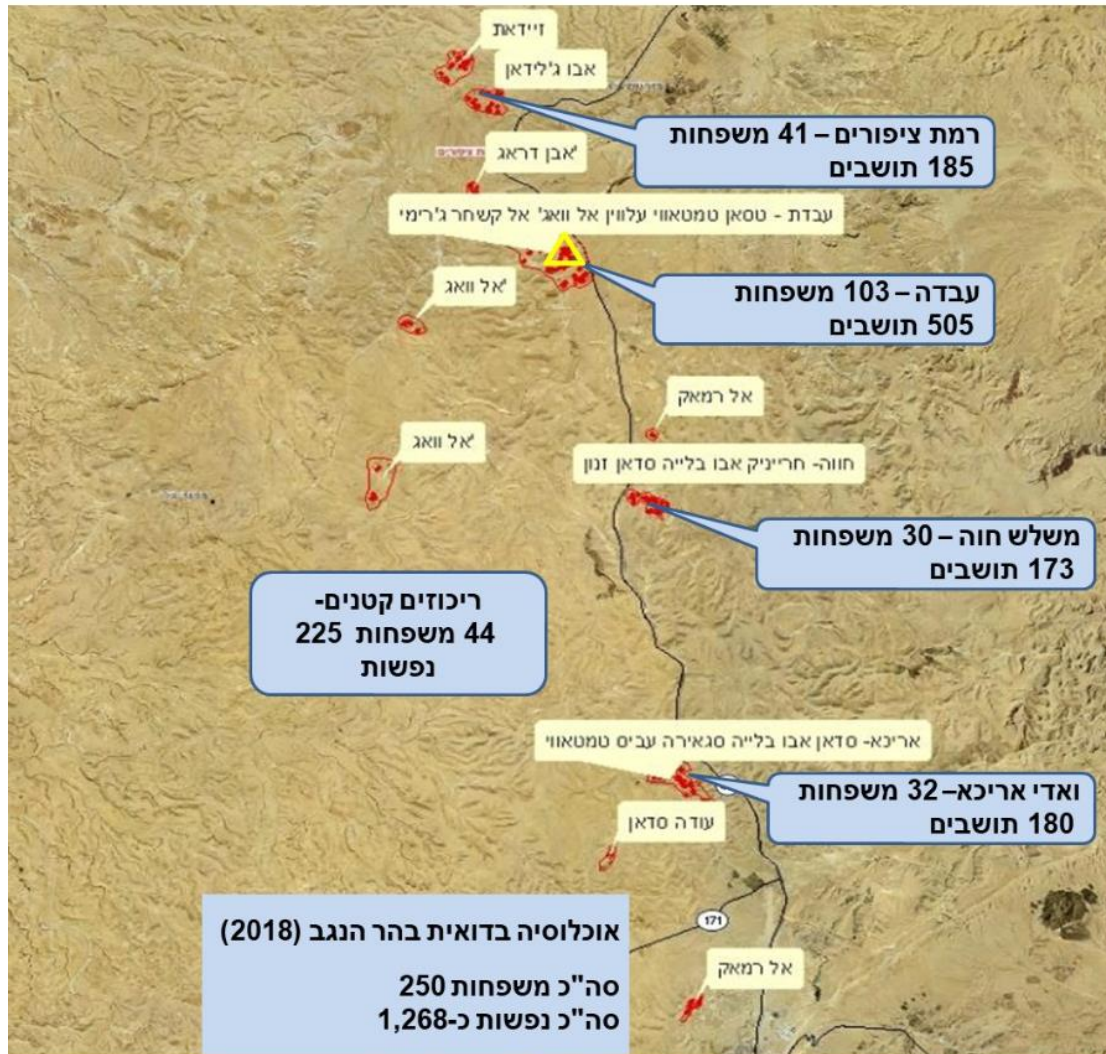 זיידאת
אבו ג'לידאן
רמת ציפורים – 41 משפחות
185 תושבים
אבן דראג'
עבדת - טסאן טמטאווי עלווין אל וואג' אל קשחר ג'רימי
עבדה – 103 משפחות
505 תושבים
אל וואג'
אל רמאק
אל וואג'
חווה- חרייניק אבו בלייה סדאן זנון
משלש חוה – 30 משפחות
173 תושבים
ריכוזים קטנים-
44 משפחות 225
נפשות
אריכא- סדאן אבו בלייה סגאירה עביס טמטאווי
ואדי אריכא– 32 משפחות
180 תושבים
עודה סדאן
171
אוכלוסיה בדואית בהר הנגב (2018)
סה"כ משפחות 250
סה"כ נפשות כ-1,268
אל רמאק